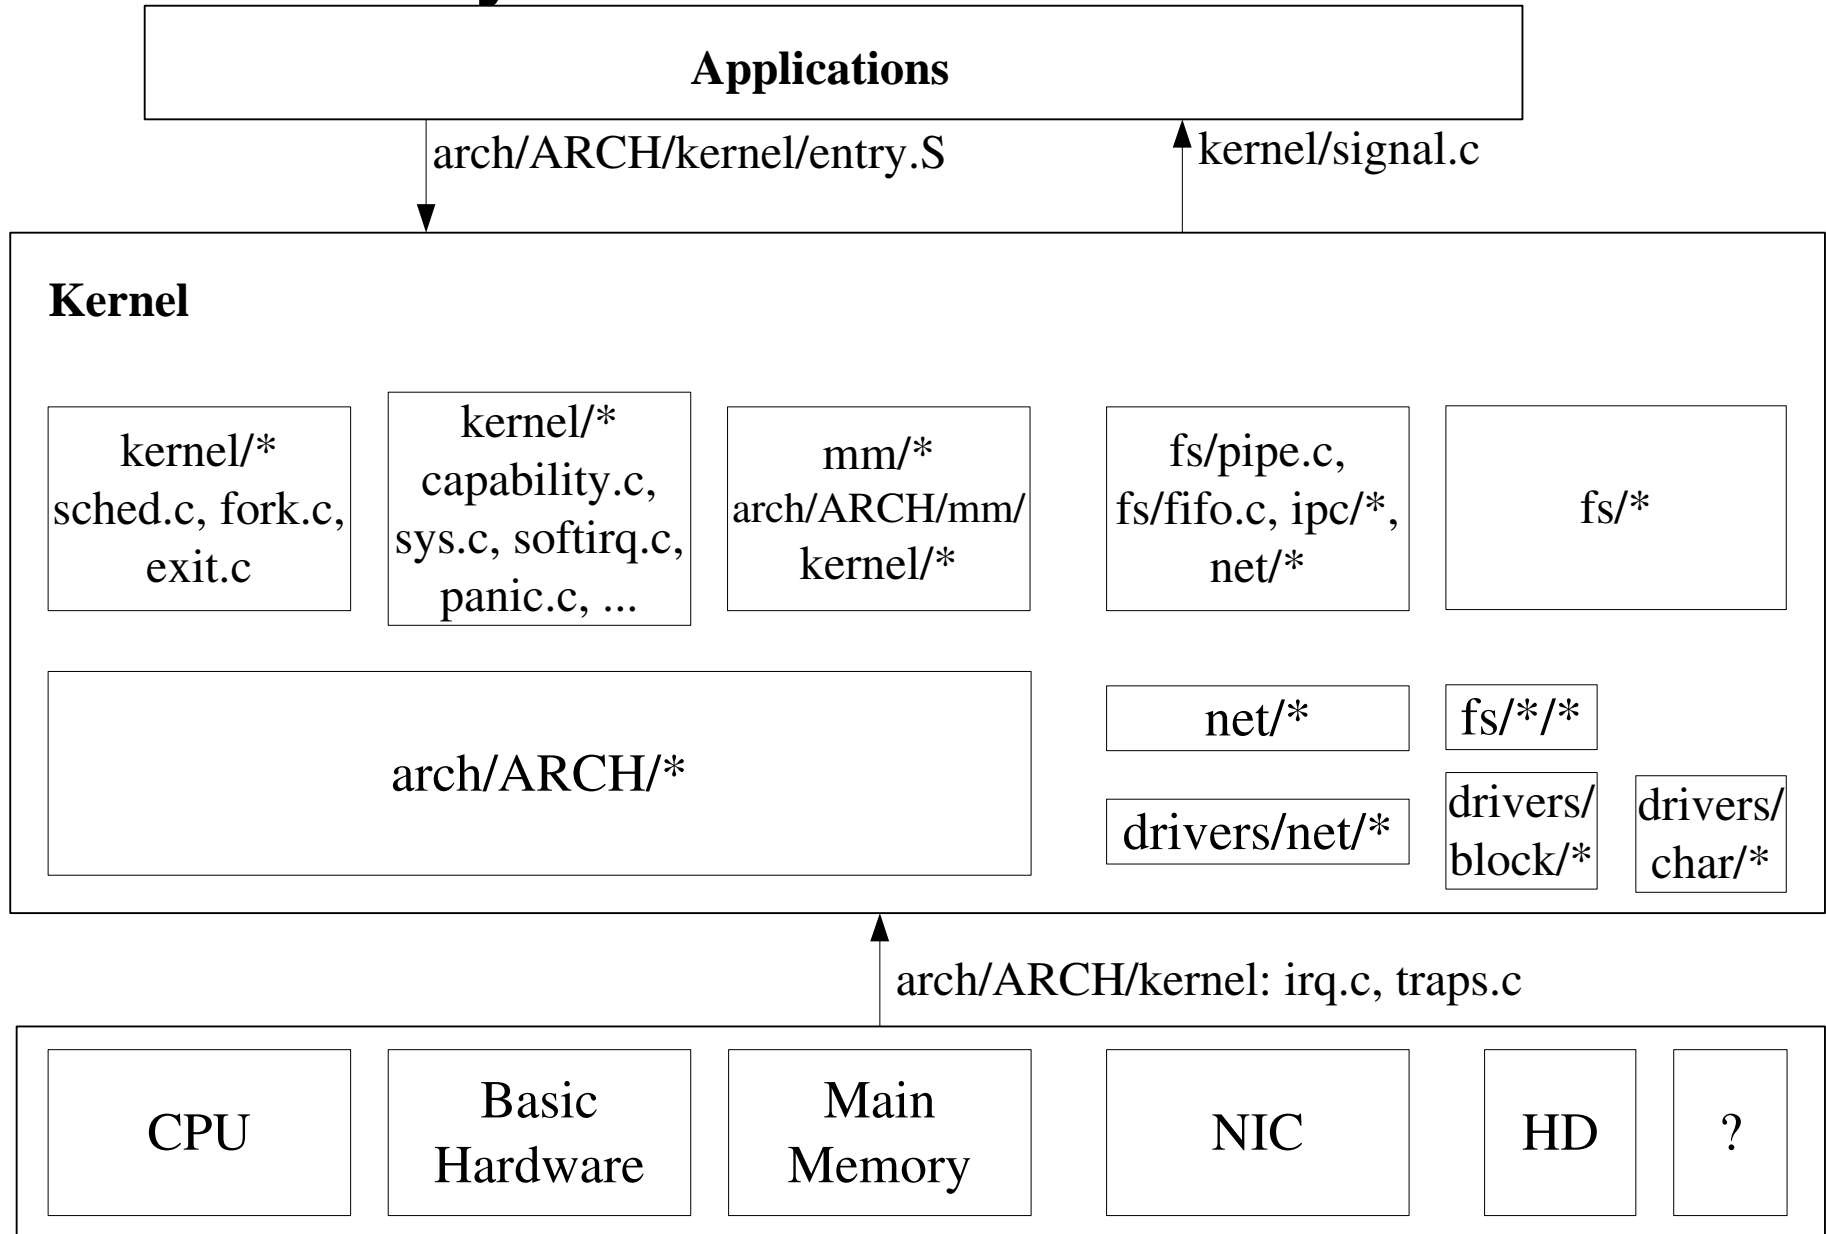 Applications
arch/ARCH/kernel/entry.S
kernel/signal.c
Kernel
kernel/*
sched.c, fork.c,
exit.c
kernel/*
capability.c,
sys.c, softirq.c,
panic.c, ...
mm/*
arch/ARCH/mm/
kernel/*
fs/pipe.c,
fs/fifo.c, ipc/*,
net/*
fs/*
arch/ARCH/*
net/*
fs/*/*
drivers/net/*
drivers/
block/*
drivers/
char/*
arch/ARCH/kernel: irq.c, traps.c
CPU
Basic
Hardware
Main
Memory
NIC
HD
?